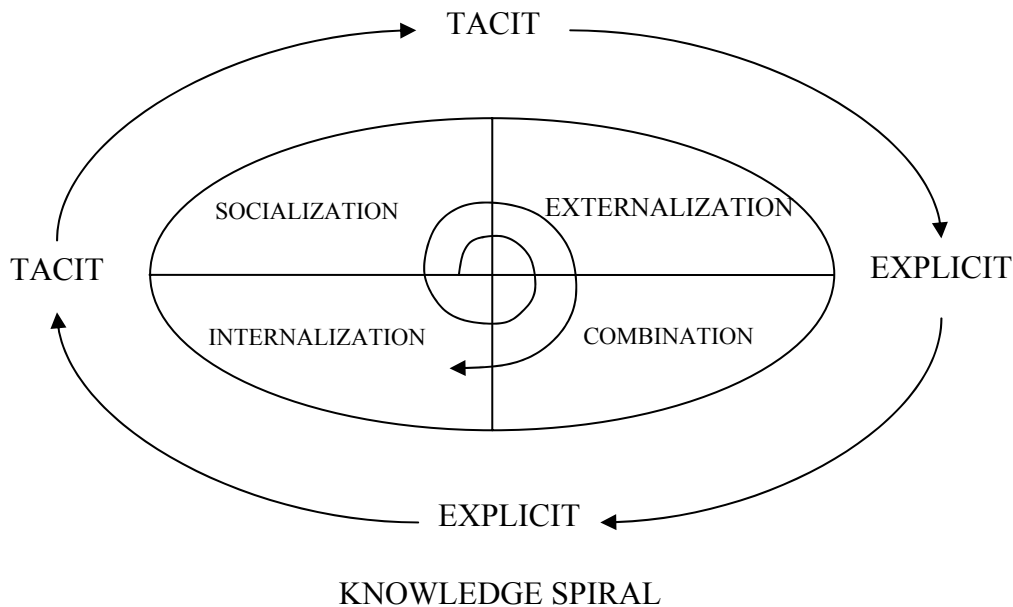 TACIT
SOCIALIZATION
EXTERNALIZATION
TACIT
EXPLICIT
INTERNALIZATION
COMBINATION
EXPLICIT
KNOWLEDGE SPIRAL